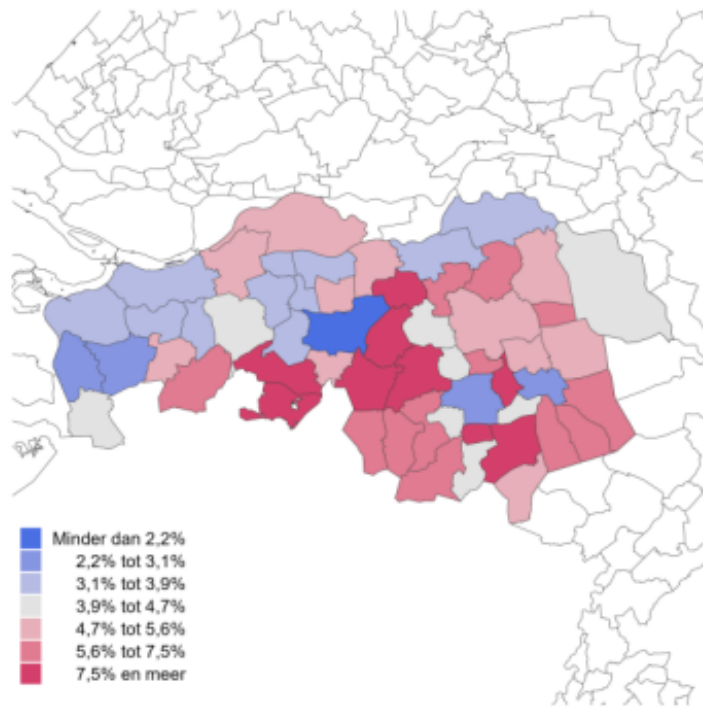 Minder dan 2,2%
2,2% tot 3,1%
3,1% tot 3,9%
3,9% tot 4,7%
4,7% tot 5,6%
5,6% tot 7,5%
7,5% en meer